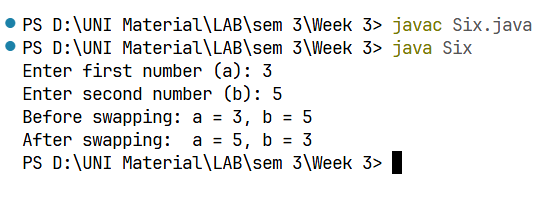 PS D:\UNI Material\LAB\sem 3\Week 3> javac Six.java
PS D:\UNI Material\LAB\sem 3\Week 3> java Six
Enter first number (a): 3
Enter second number (b): 5
Before swapping: a = 3, b = 5
After swapping:  a = 5, b = 3
PS D:\UNI Material\LAB\sem 3\Week 3>